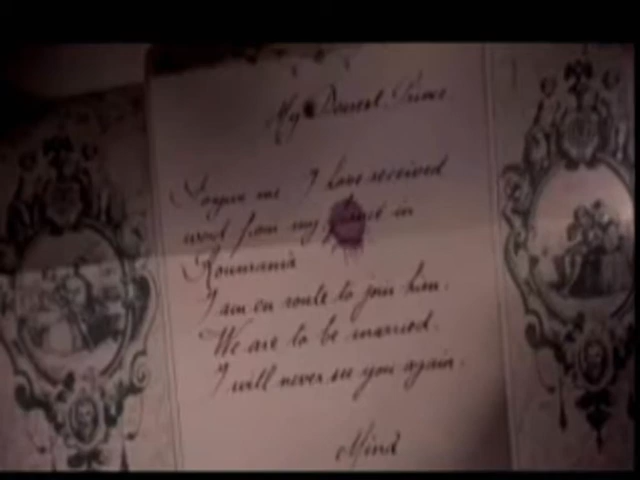 My Dearest Prince
Forgive me I have received
word from my in
Roumania
I am en route to join him.
We are to be married.
I will never see you again.
Mina